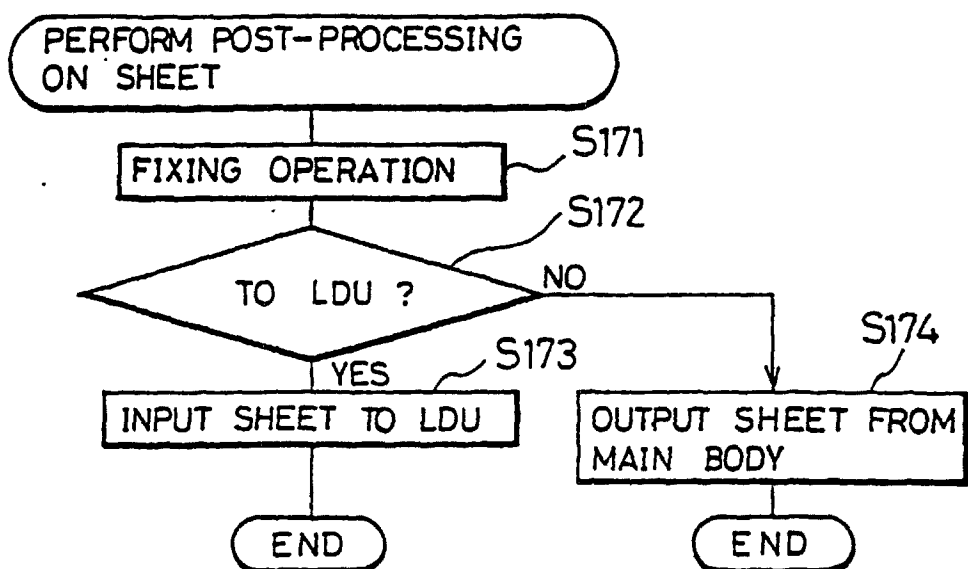 PERFORM POST-PROCESSING
ON SHEET
S171
FIXING OPERATION
S172
TO LDU ?
NO
YES
S173
INPUT SHEET TO LDU
S174
OUTPUT SHEET FROM
MAIN BODY
END
END